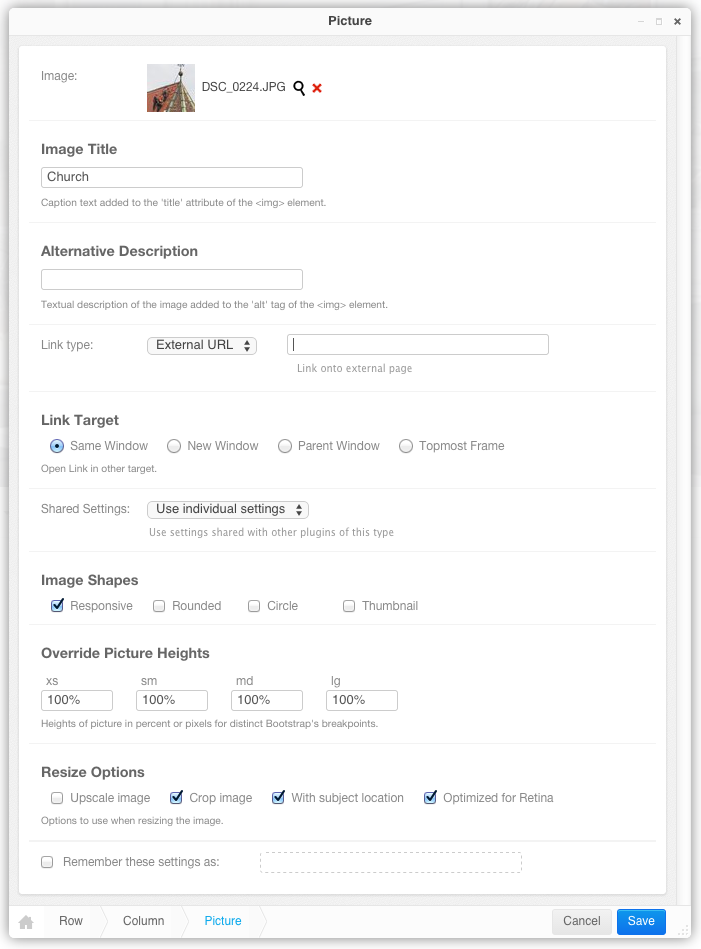 Picture
Image:
DSC_0224.JPG
Image Title
Church
Caption text added to the 'title' attribute of the <img> element.
Alternative Description
Textual description of the image added to the 'alt' tag of the <img> element.
Link type: External URL
Link onto external page
Link Target
Same Window New Window Parent Window Topmost Frame
Open Link in other target.
Shared Settings: Use individual settings
Use settings shared with other plugins of this type
Image Shapes
Responsive Rounded Circle Thumbnail
Override Picture Heights
xs sm md lg
100% 100% 100% 100%
Heights of picture in percent or pixels for distinct Bootstrap's breakpoints.
Resize Options
Upscale image Crop image With subject location Optimized for Retina
Options to use when resizing the image.
Remember these settings as:
Row Column Picture Cancel Save